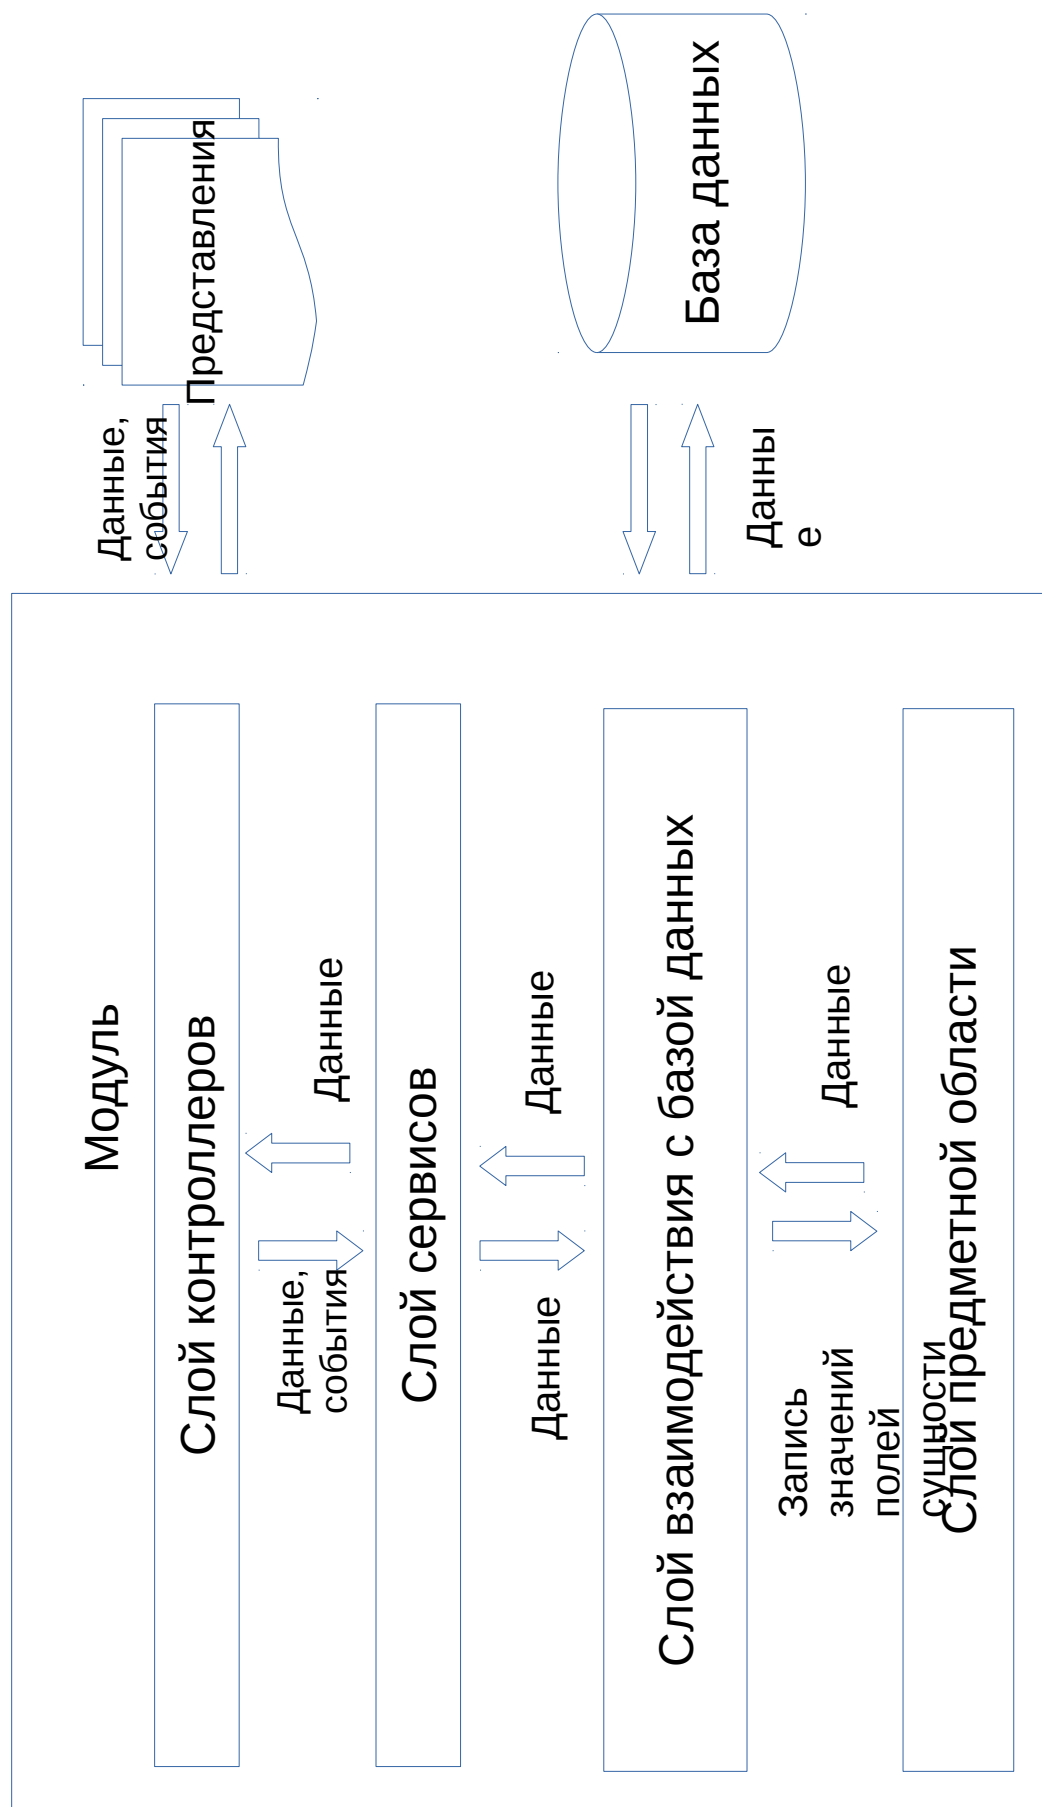 Модуль
Слой контроллеров
Данные,
события
Данные
Слой сервисов
Данные
Данные
Слой взаимодействия с базой данных
Запись
значений
полей
сущности
Данные
Слой предметной области
Данные,
события
Представления
Данны
е
База данных